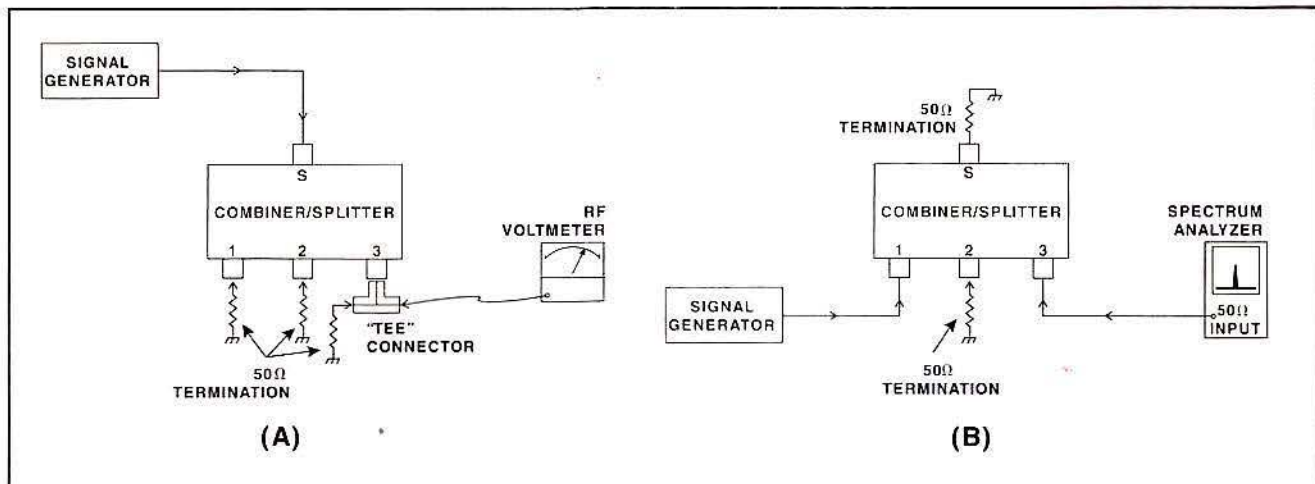 SIGNAL
GENERATOR
S
COMBINER/SPLITTER
1 2 3
RF
VOLTMETER
"TEE"
CONNECTOR
50Ω
TERMINATION
(A)
50Ω
TERMINATION
S
COMBINER/SPLITTER
1 2 3
SPECTRUM
ANALYZER
50Ω
INPUT
SIGNAL
GENERATOR
50Ω
TERMINATION
(B)